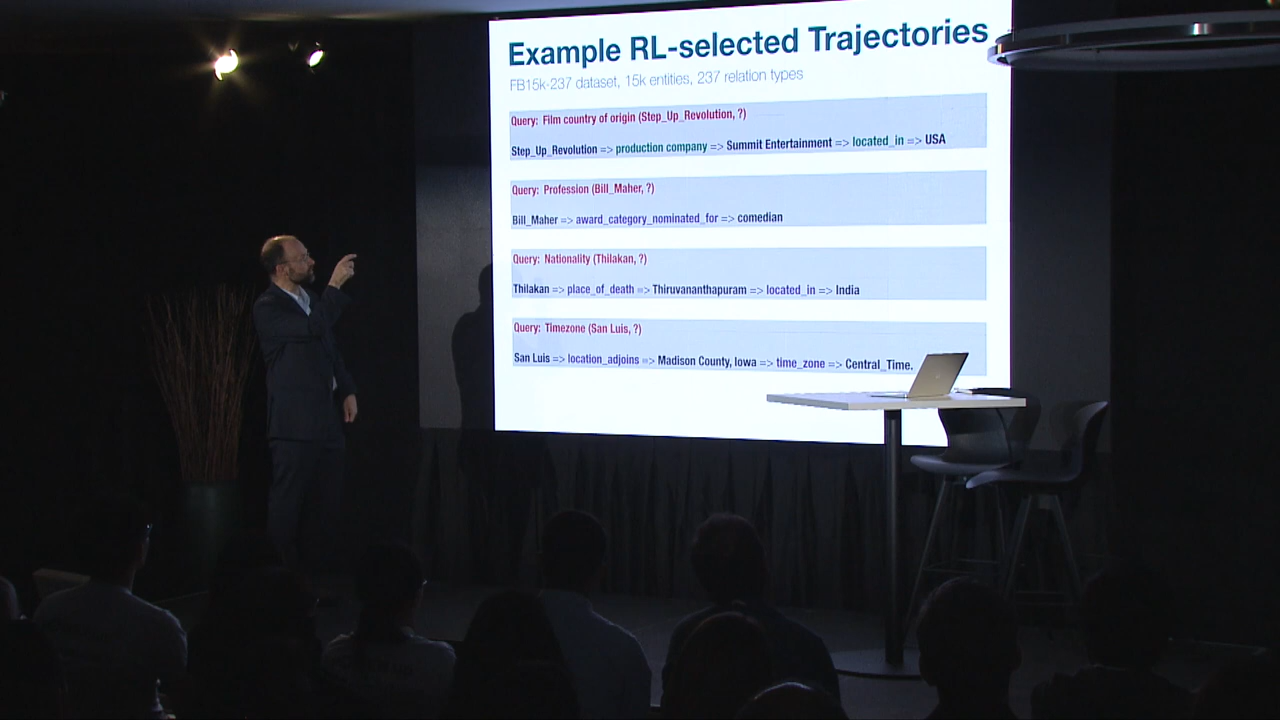 Example RL-selected Trajectories
FB15k-237 dataset, 15k entities, 237 relation types
Query: Film country of origin (Step_Up_Revolution, ?)
Step_Up_Revolution => production company => Summit Entertainment => located_in => USA
Query: Profession (Bill_Maher, ?)
Bill_Maher => award_category_nominated_for => comedian
Query: Nationality (Thilakan, ?)
Thilakan => place_of_death => Thiruvananthapuram => located_in => India
Query: Timezone (San Luis, ?)
San Luis => location_adjoins => Madison County, Iowa => time_zone => Central_Time.